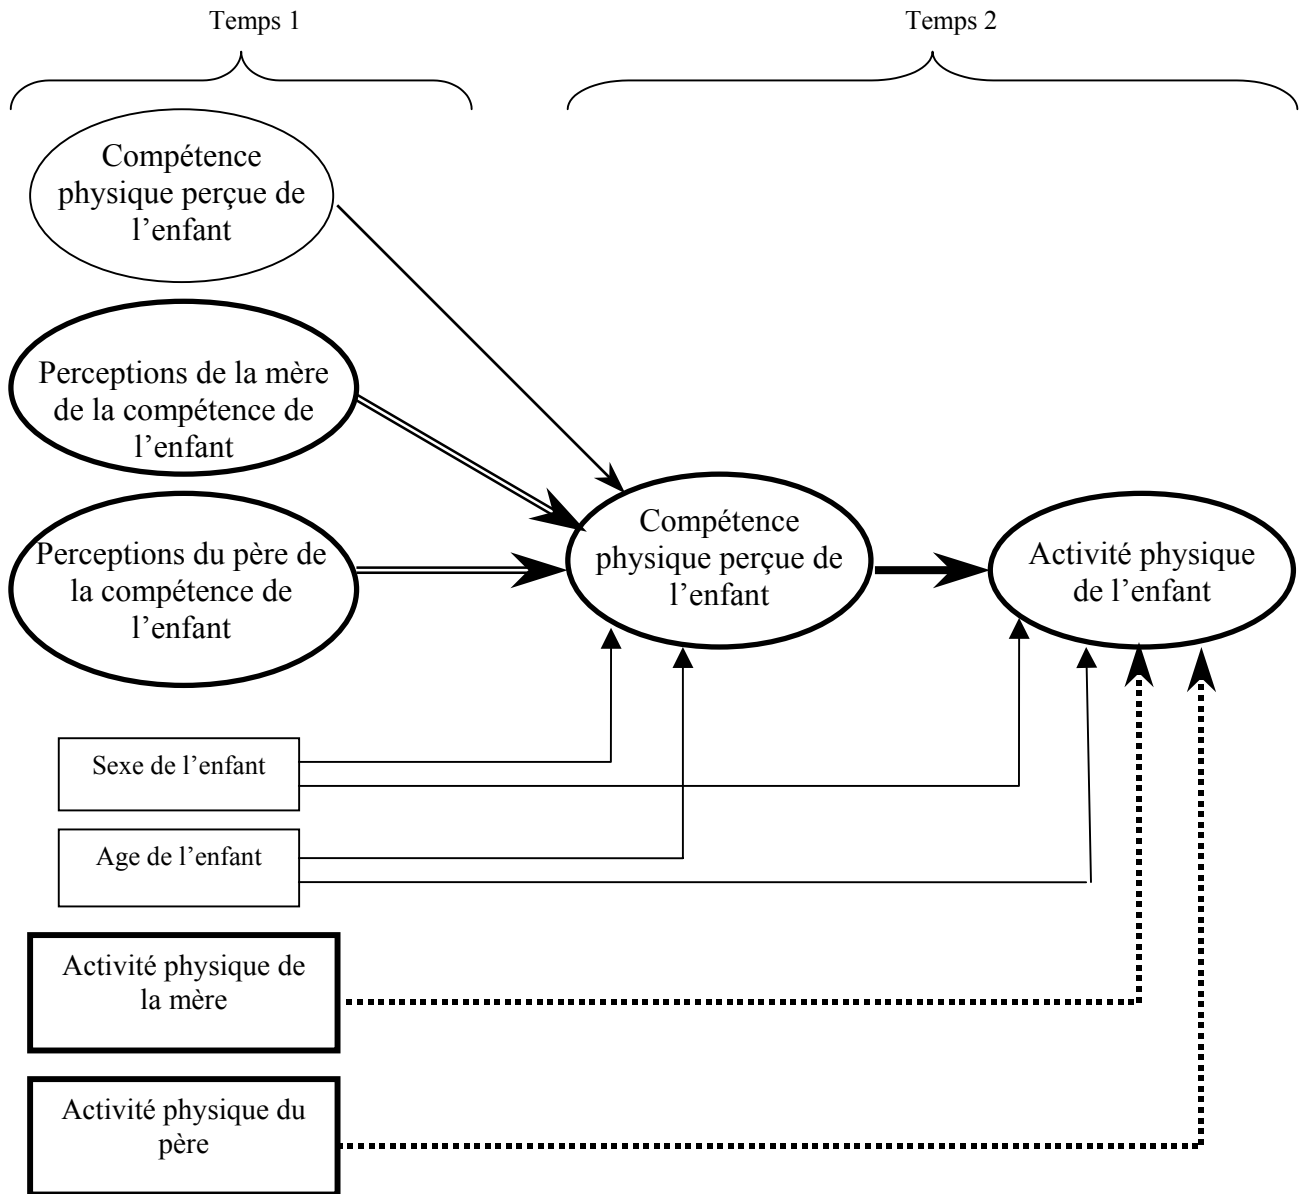 Temps 1
Temps 2
Compétence
physique perçue de
l’enfant
Perceptions de la mère
de la compétence de
l’enfant
Perceptions du père de
la compétence de
l’enfant
Compétence
physique perçue de
l’enfant
Activité physique
de l’enfant
Sexe de l’enfant
Age de l’enfant
Activité physique de
la mère
Activité physique du
père